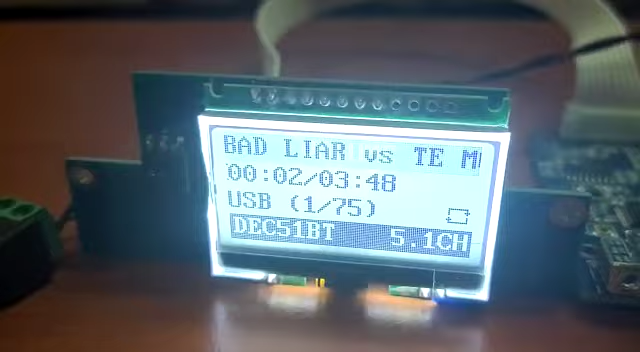 BAD LIAR vs TE M
00:02/03:48
USB (1/75)
DEC51BT 5.1CH